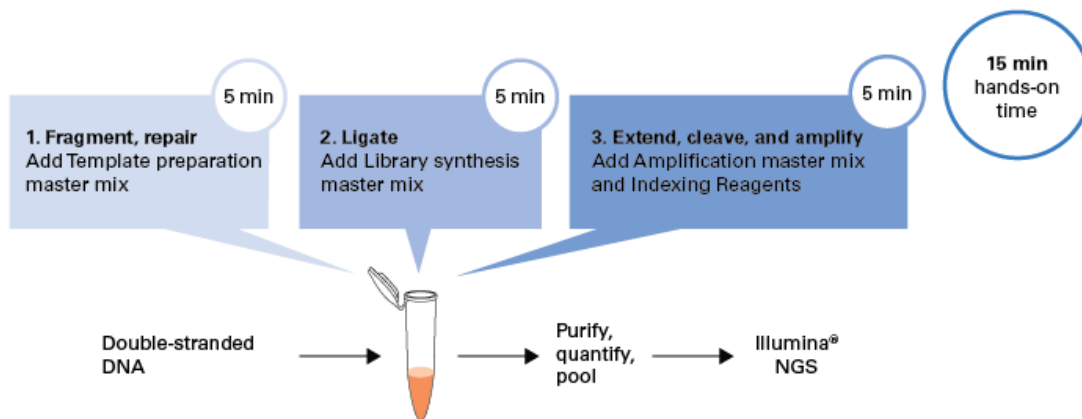 5 min
1. Fragment, repair
Add Template preparation
master mix
5 min
2. Ligate
Add Library synthesis
master mix
5 min
3. Extend, cleave, and amplify
Add Amplification master mix
and Indexing Reagents
15 min
hands-on
time
Double-stranded
DNA
Purify,
quantify,
pool
Illumina®
NGS